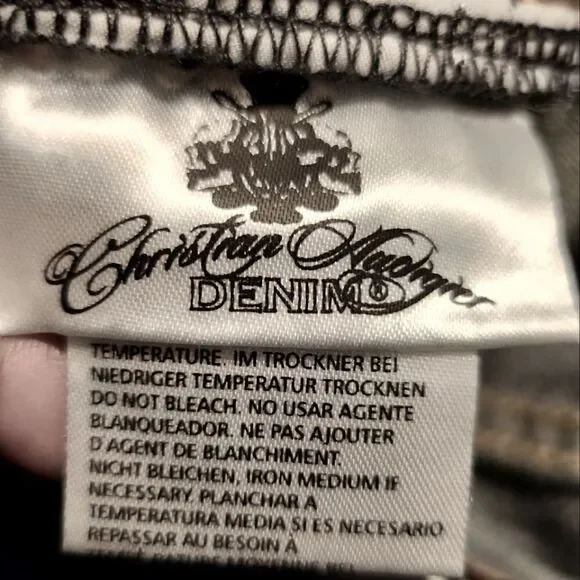 Christian Audigier
DENIM®
TEMPERATURE. IM TROCKNER BEI
NIEDRIGER TEMPERATUR TROCKNEN
DO NOT BLEACH. NO USAR AGENTE
BLANQUEADOR. NE PAS AJOUTER
D'AGENT DE BLANCHIMENT.
NICHT BLEICHEN, IRON MEDIUM IF
NECESSARY. PLANCHAR A
TEMPERATURA MEDIA SI ES NECESARIO
REPASSAR AU BESOIN À